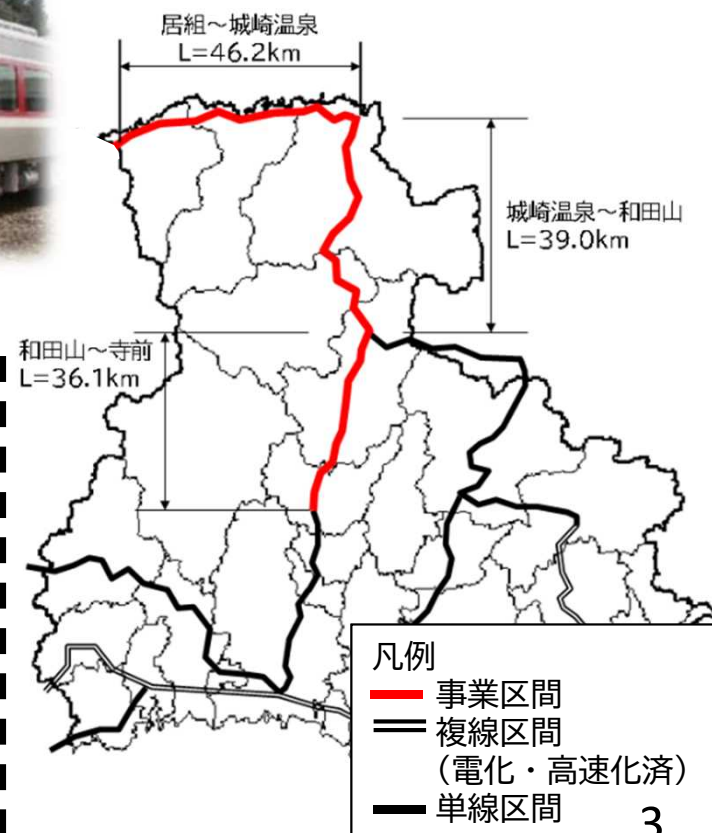 居組～城崎温泉
L=46.2km
城崎温泉～和田山
L=39.0km
和田山～寺前
L=36.1km
凡例
事業区間
複線区間
（電化・高速化済）
単線区間
3